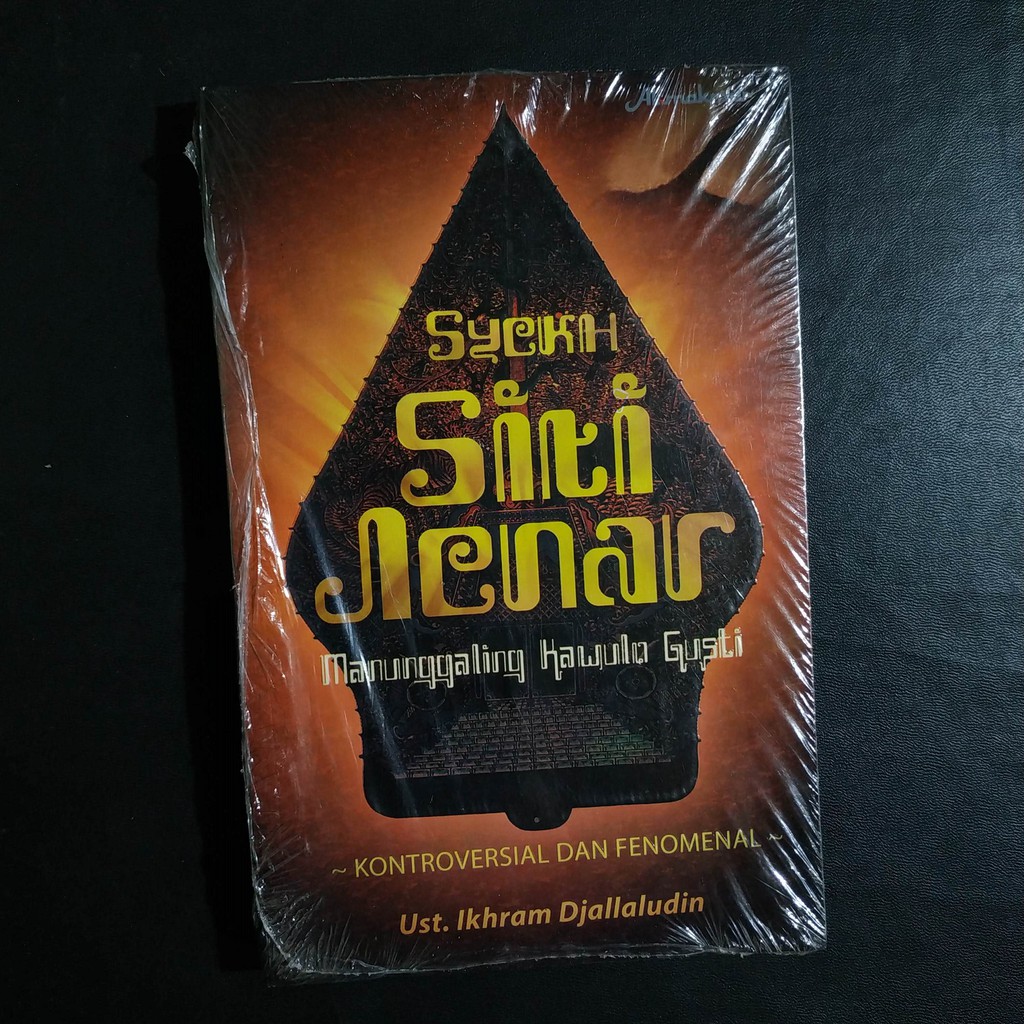 Syekh
Siti
Jenar
Manunggaling Kawula Gusti
~ KONTROVERSIAL DAN FENOMENAL ~
Ust. Ikhram Djallaludin